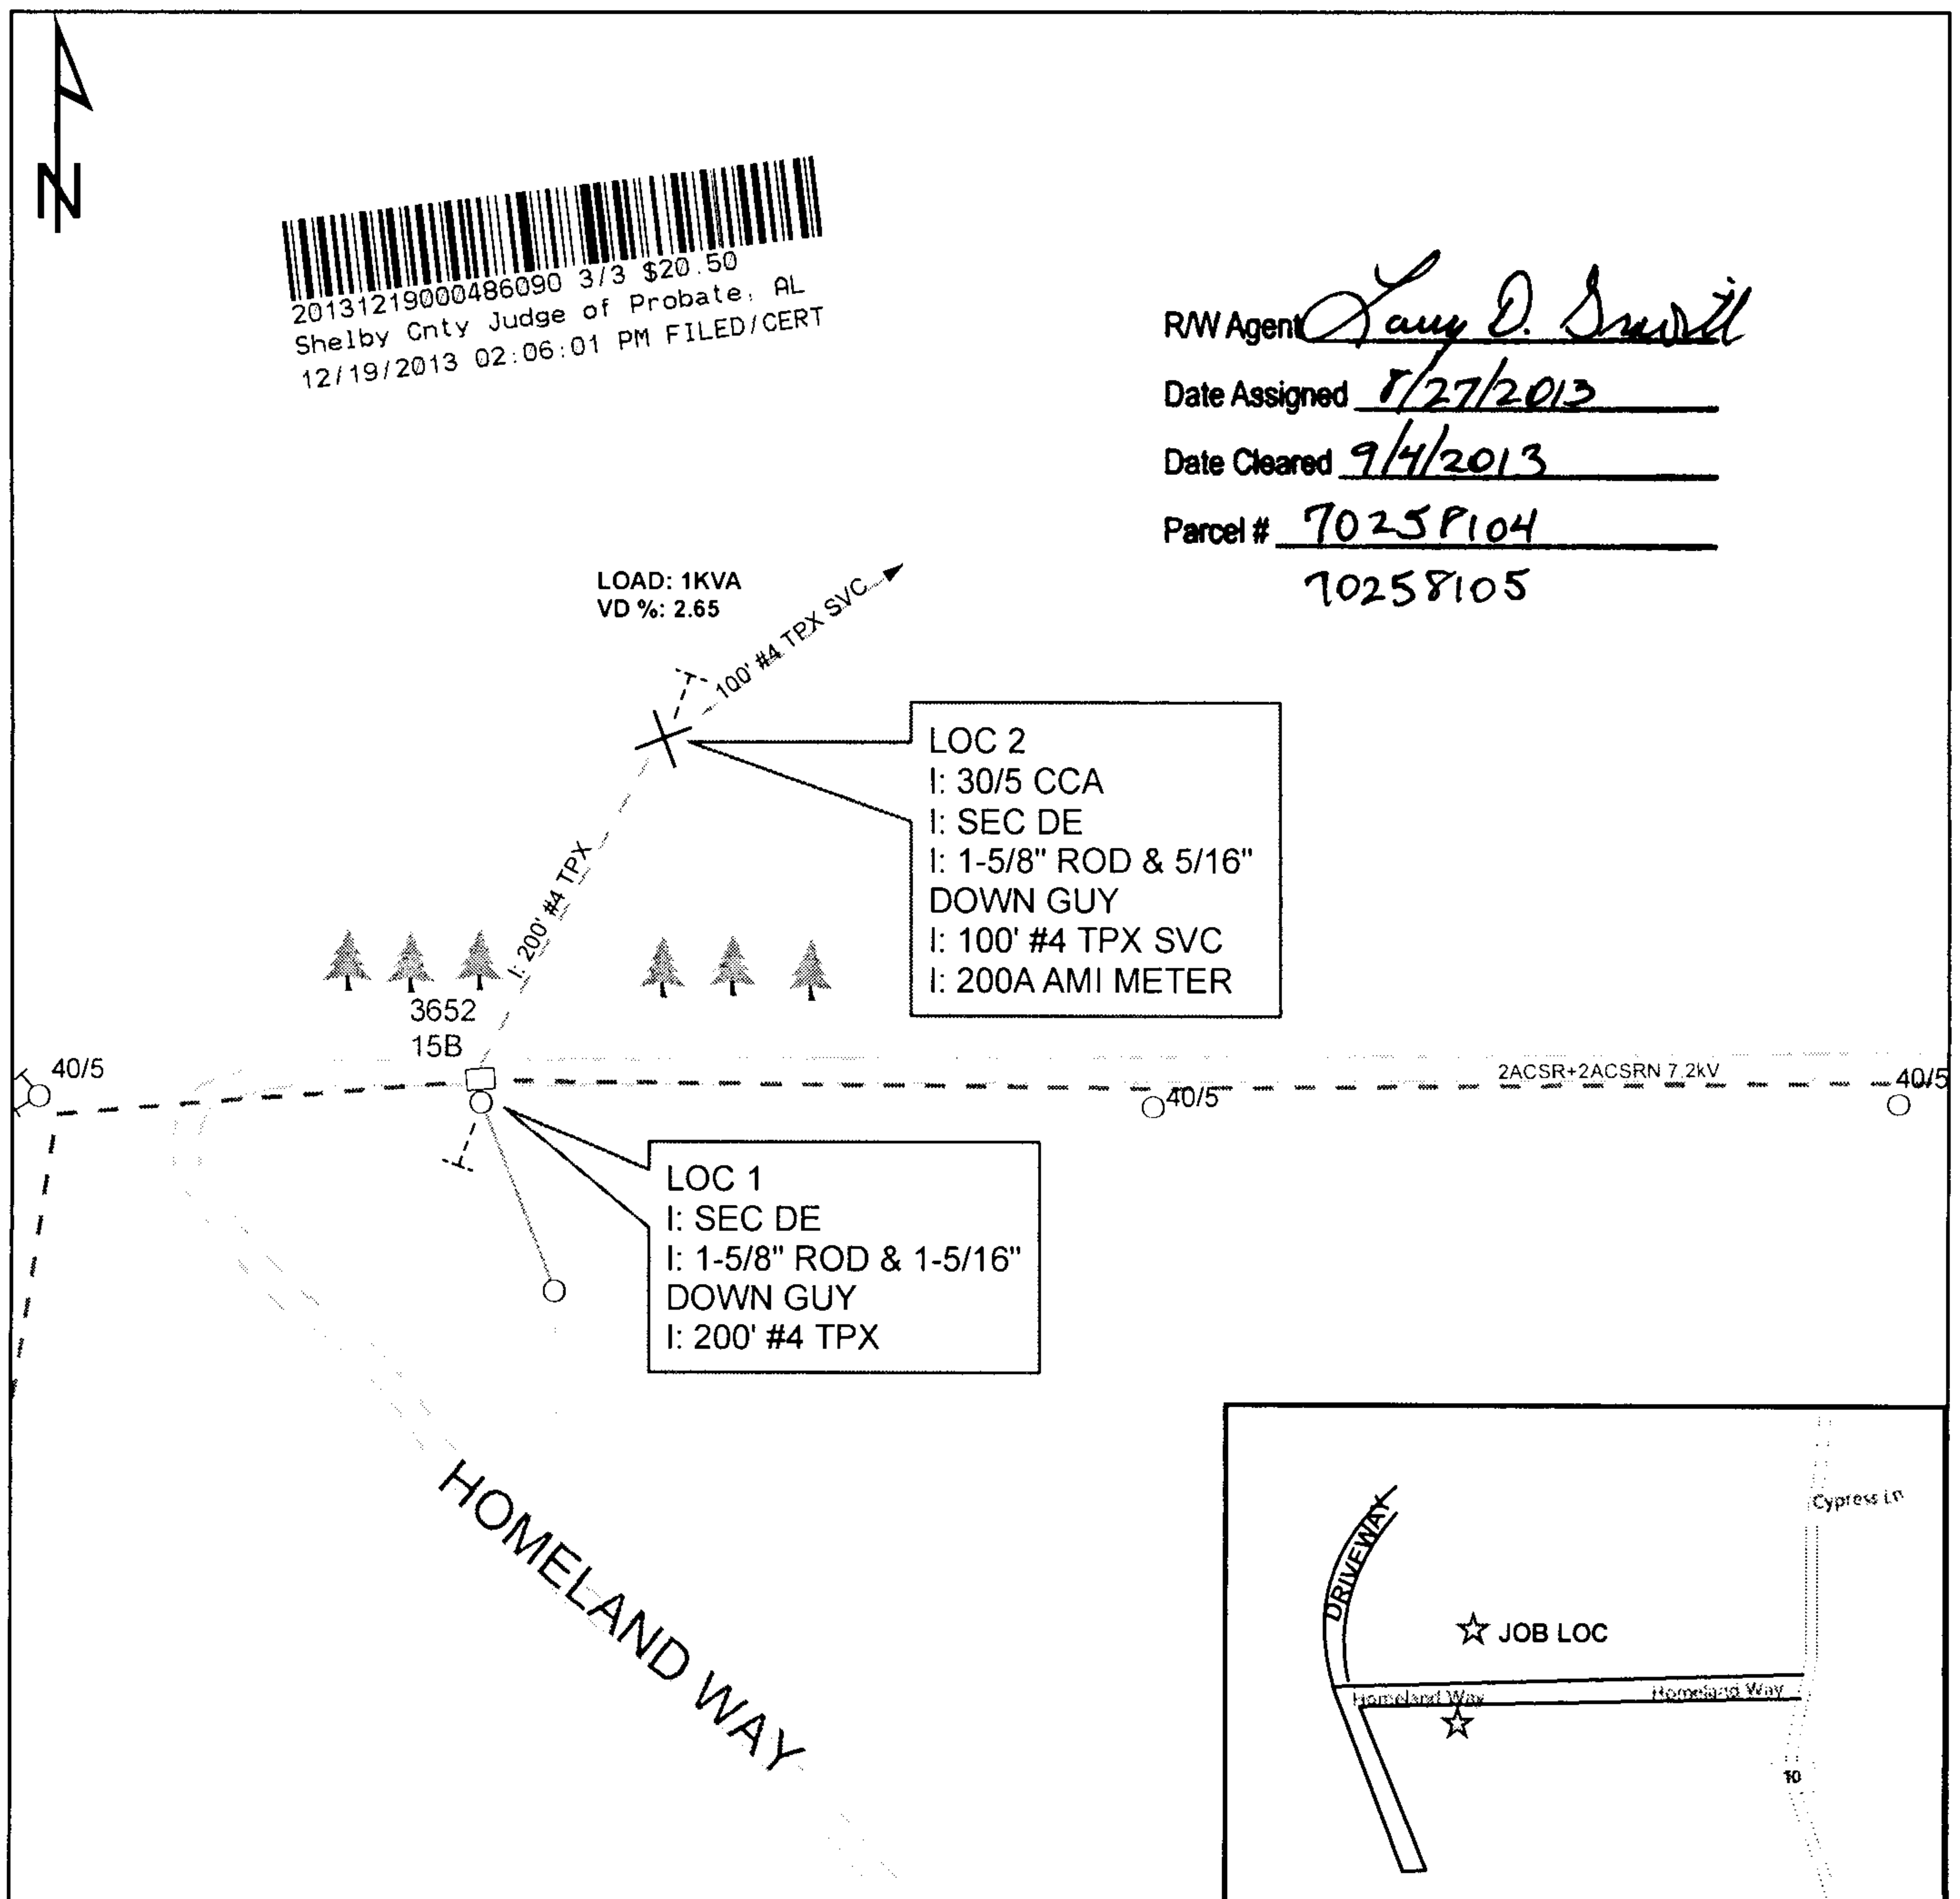 N
20131219000486090 3/3 $20.50
Shelby Cnty Judge of Probate, AL
12/19/2013 02:06:01 PM FILED/CERT
R/W Agent
Date Assigned 8/27/2013
Date Cleared 9/4/2013
Parcel # 70258104
70258105
LOAD: 1KVA
VD %: 2.65
100' #4 TPX SVC
LOC 2
I: 30/5 CCA
I: SEC DE
I: 1-5/8" ROD & 5/16"
DOWN GUY
I: 100' #4 TPX SVC
I: 200A AMI METER
I: 200' #4 TPX
3652
15B
40/5
2ACSR+2ACSRN 7.2kV
40/5
40/5
LOC 1
I: SEC DE
I: 1-5/8" ROD & 1-5/16"
DOWN GUY
I: 200' #4 TPX
HOMELAND WAY
Cypress Ln
DRIVEWAY
JOB LOC
Homeland Way
Homeland Way
10